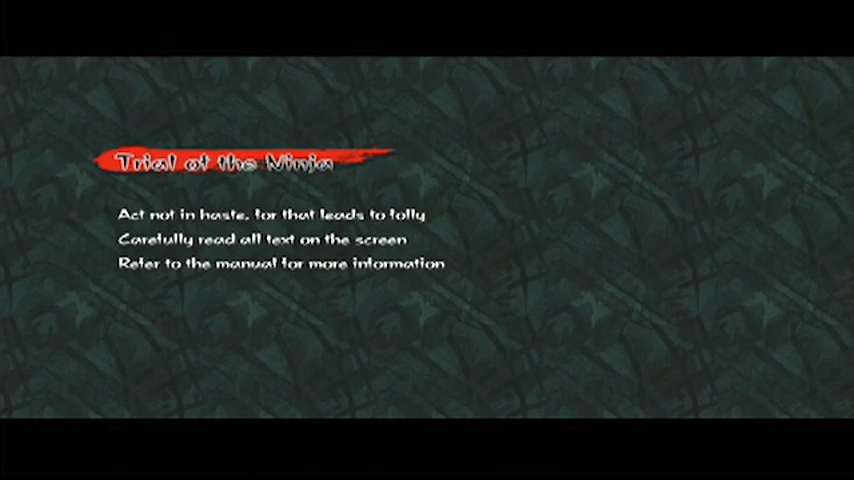 Trial of the Ninja
Act not in haste, for that leads to folly
Carefully read all text on the screen
Refer to the manual for more information